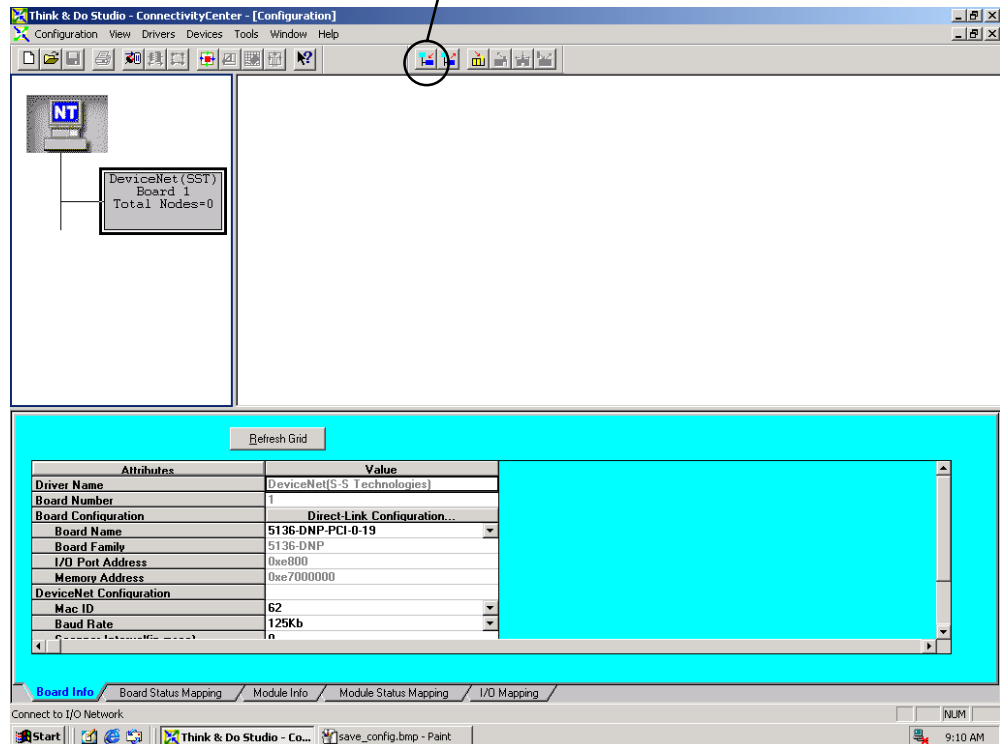 Think & Do Studio - ConnectivityCenter - [Configuration]
Configuration View Drivers Devices Tools Window Help
NT
DeviceNet(SST)
Board 1
Total Nodes=0
Refresh Grid
Attributes Value
Driver Name DeviceNet(S-S Technologies)
Board Number 1
Board Configuration Direct-Link Configuration...
Board Name 5136-DNP-PCI-0-19
Board Family 5136-DNP
I/O Port Address 0xe800
Memory Address 0xe7000000
DeviceNet Configuration
Mac ID 62
Baud Rate 125Kb
Board Info Board Status Mapping Module Info Module Status Mapping I/O Mapping
Connect to I/O Network NUM
Start Think & Do Studio - Co... save_config.bmp - Paint 9:10 AM